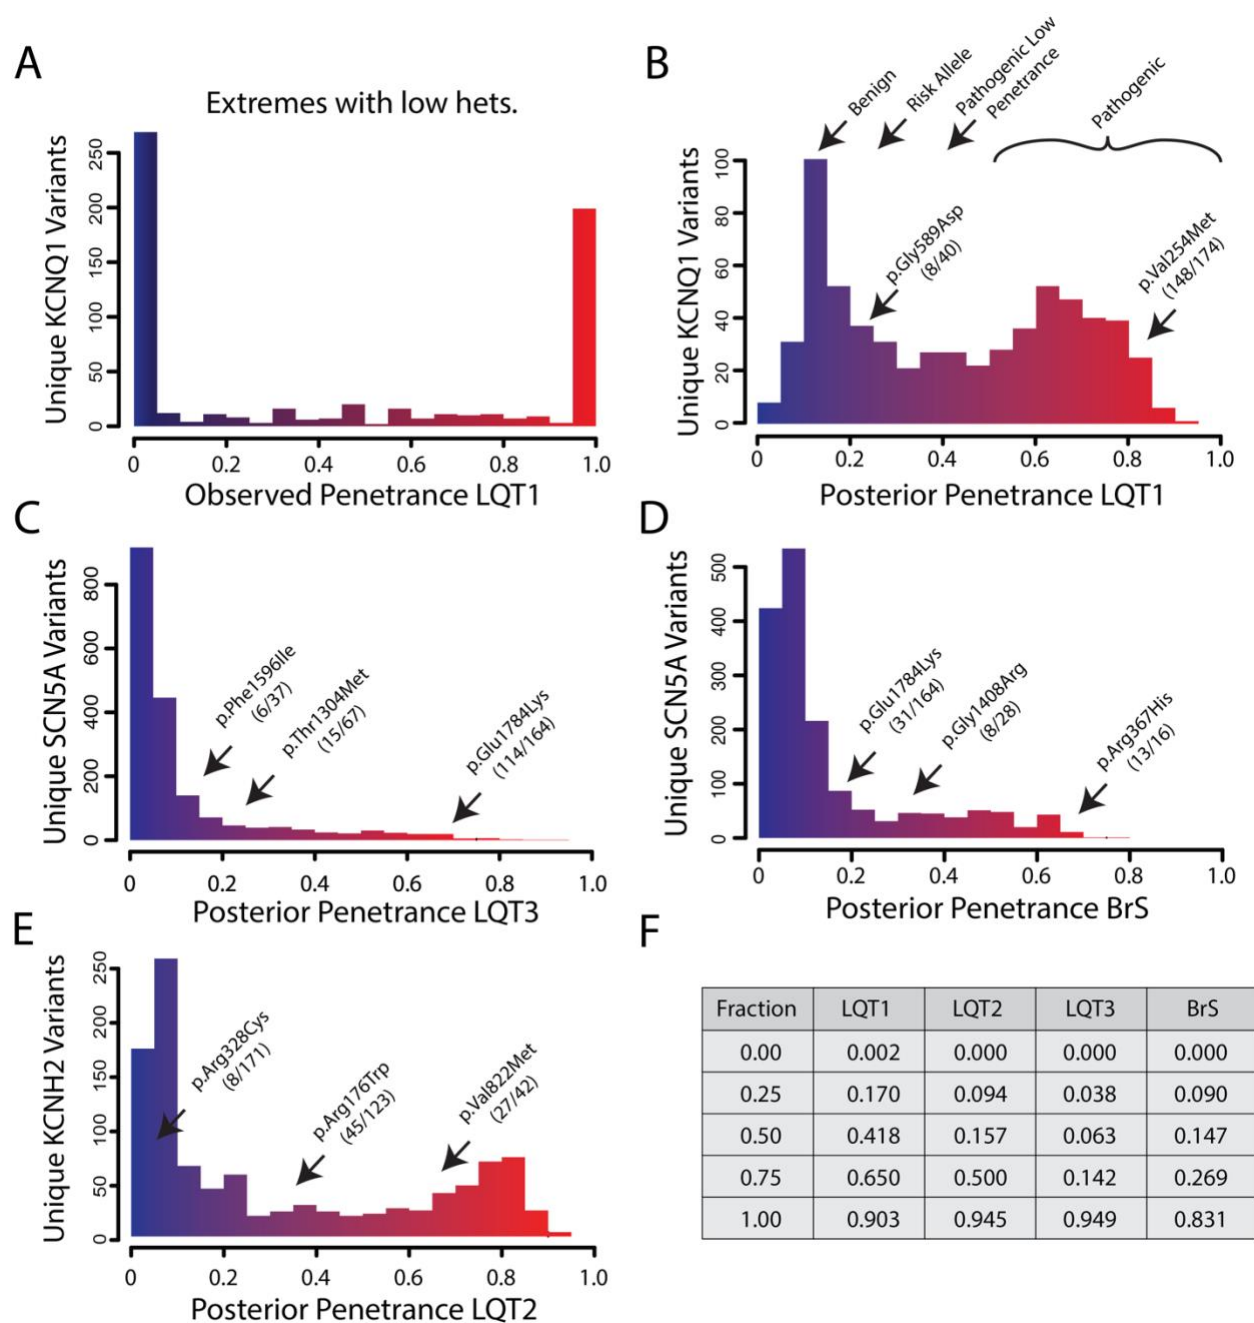 A
Extremes with low hets.
Unique KCNQ1 Variants
250
200
150
100
50
0
0 0.2 0.4 0.6 0.8 1.0
Observed Penetrance LQT1
B
Benign
Risk Allele
Pathogenic Low
Penetrance
Pathogenic
p.Gly589Asp
(8/40)
p.Val254Met
(148/174)
Unique KCNQ1 Variants
100
80
60
40
20
0
0 0.2 0.4 0.6 0.8 1.0
Posterior Penetrance LQT1
C
Unique SCN5A Variants
800
600
400
200
0
p.Phe1596Ile
(6/37)
p.Thr1304Met
(15/67)
p.Glu1784Lys
(114/164)
0 0.2 0.4 0.6 0.8 1.0
Posterior Penetrance LQT3
D
Unique SCN5A Variants
500
400
300
200
100
0
p.Glu1784Lys
(31/164)
p.Gly1408Arg
(8/28)
p.Arg367His
(13/16)
0 0.2 0.4 0.6 0.8 1.0
Posterior Penetrance BrS
E
Unique KCNH2 Variants
250
200
150
100
50
0
p.Arg328Cys
(8/171)
p.Arg176Trp
(45/123)
p.Val822Met
(27/42)
0 0.2 0.4 0.6 0.8 1.0
Posterior Penetrance LQT2
F
Fraction LQT1 LQT2 LQT3 BrS
0.00 0.002 0.000 0.000 0.000
0.25 0.170 0.094 0.038 0.090
0.50 0.418 0.157 0.063 0.147
0.75 0.650 0.500 0.142 0.269
1.00 0.903 0.945 0.949 0.831